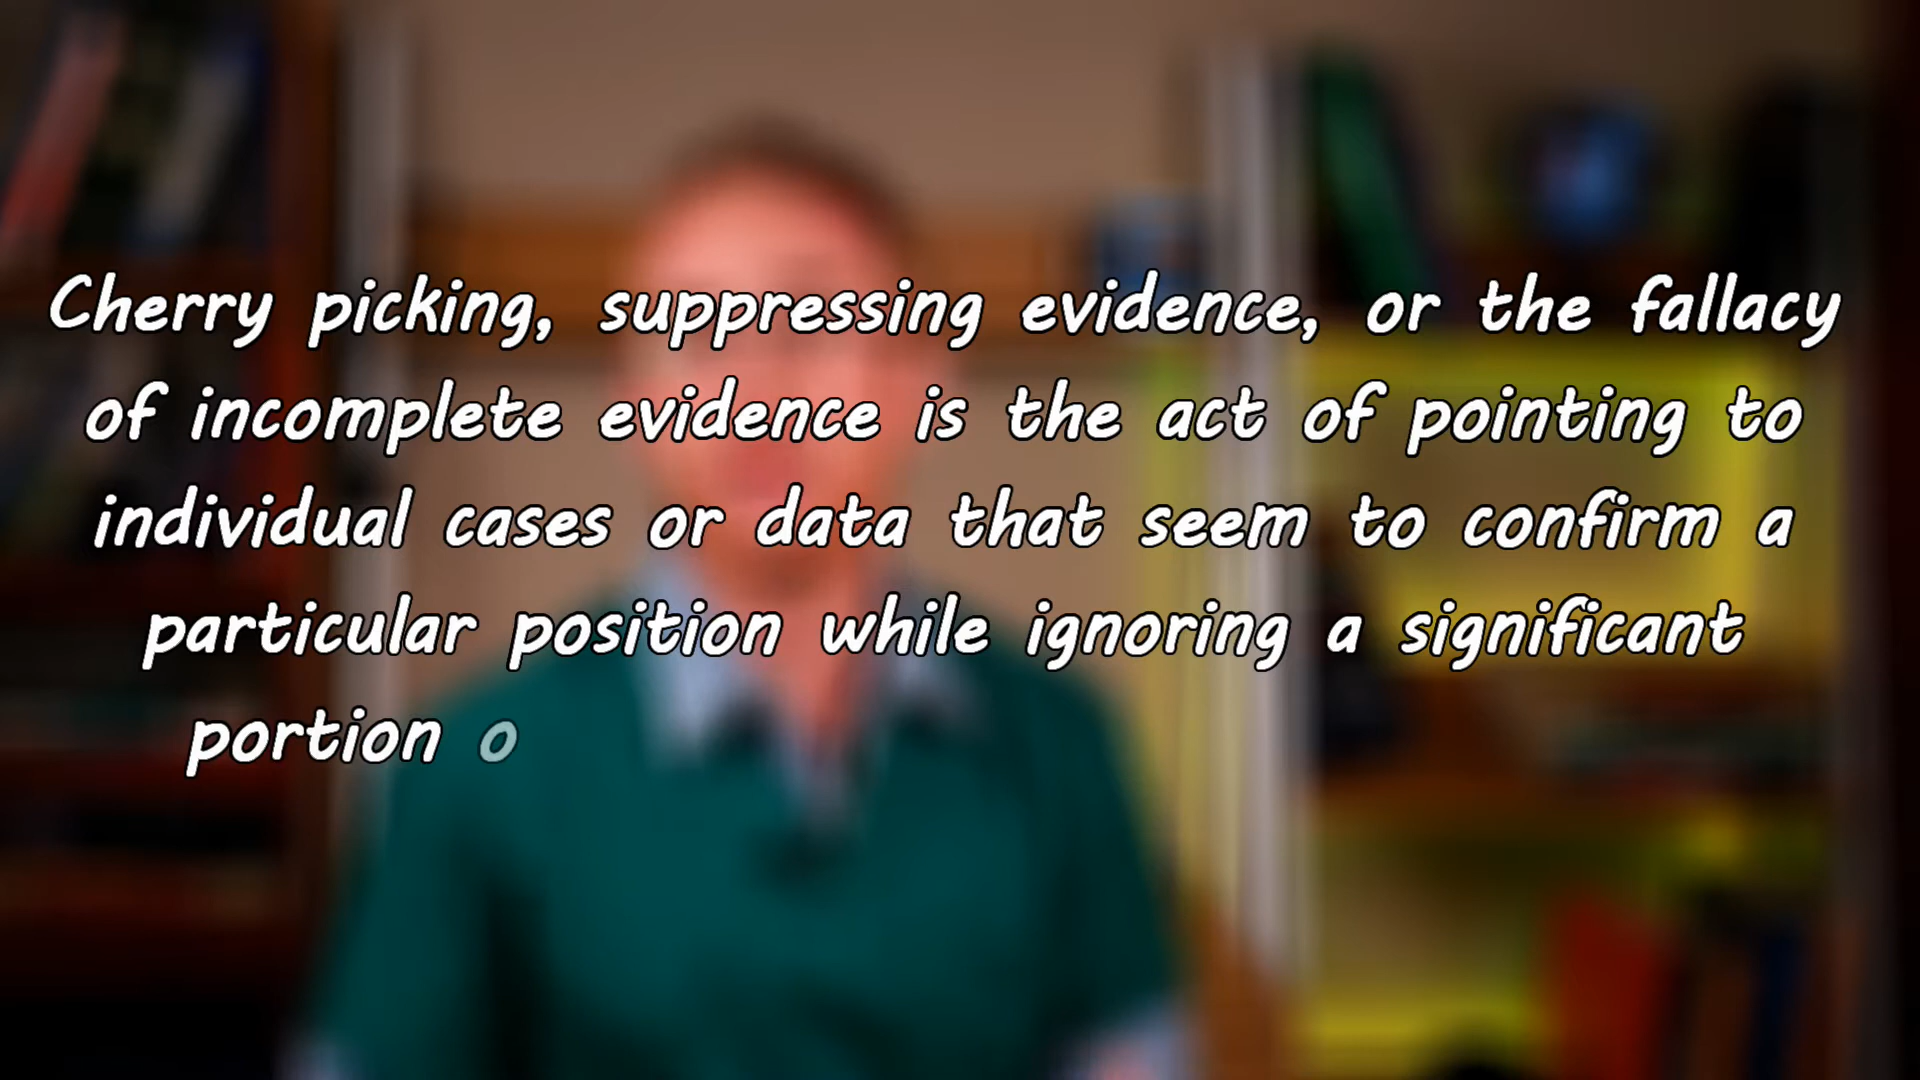 Cherry picking, suppressing evidence, or the fallacy
of incomplete evidence is the act of pointing to
individual cases or data that seem to confirm a
particular position while ignoring a significant
portion o